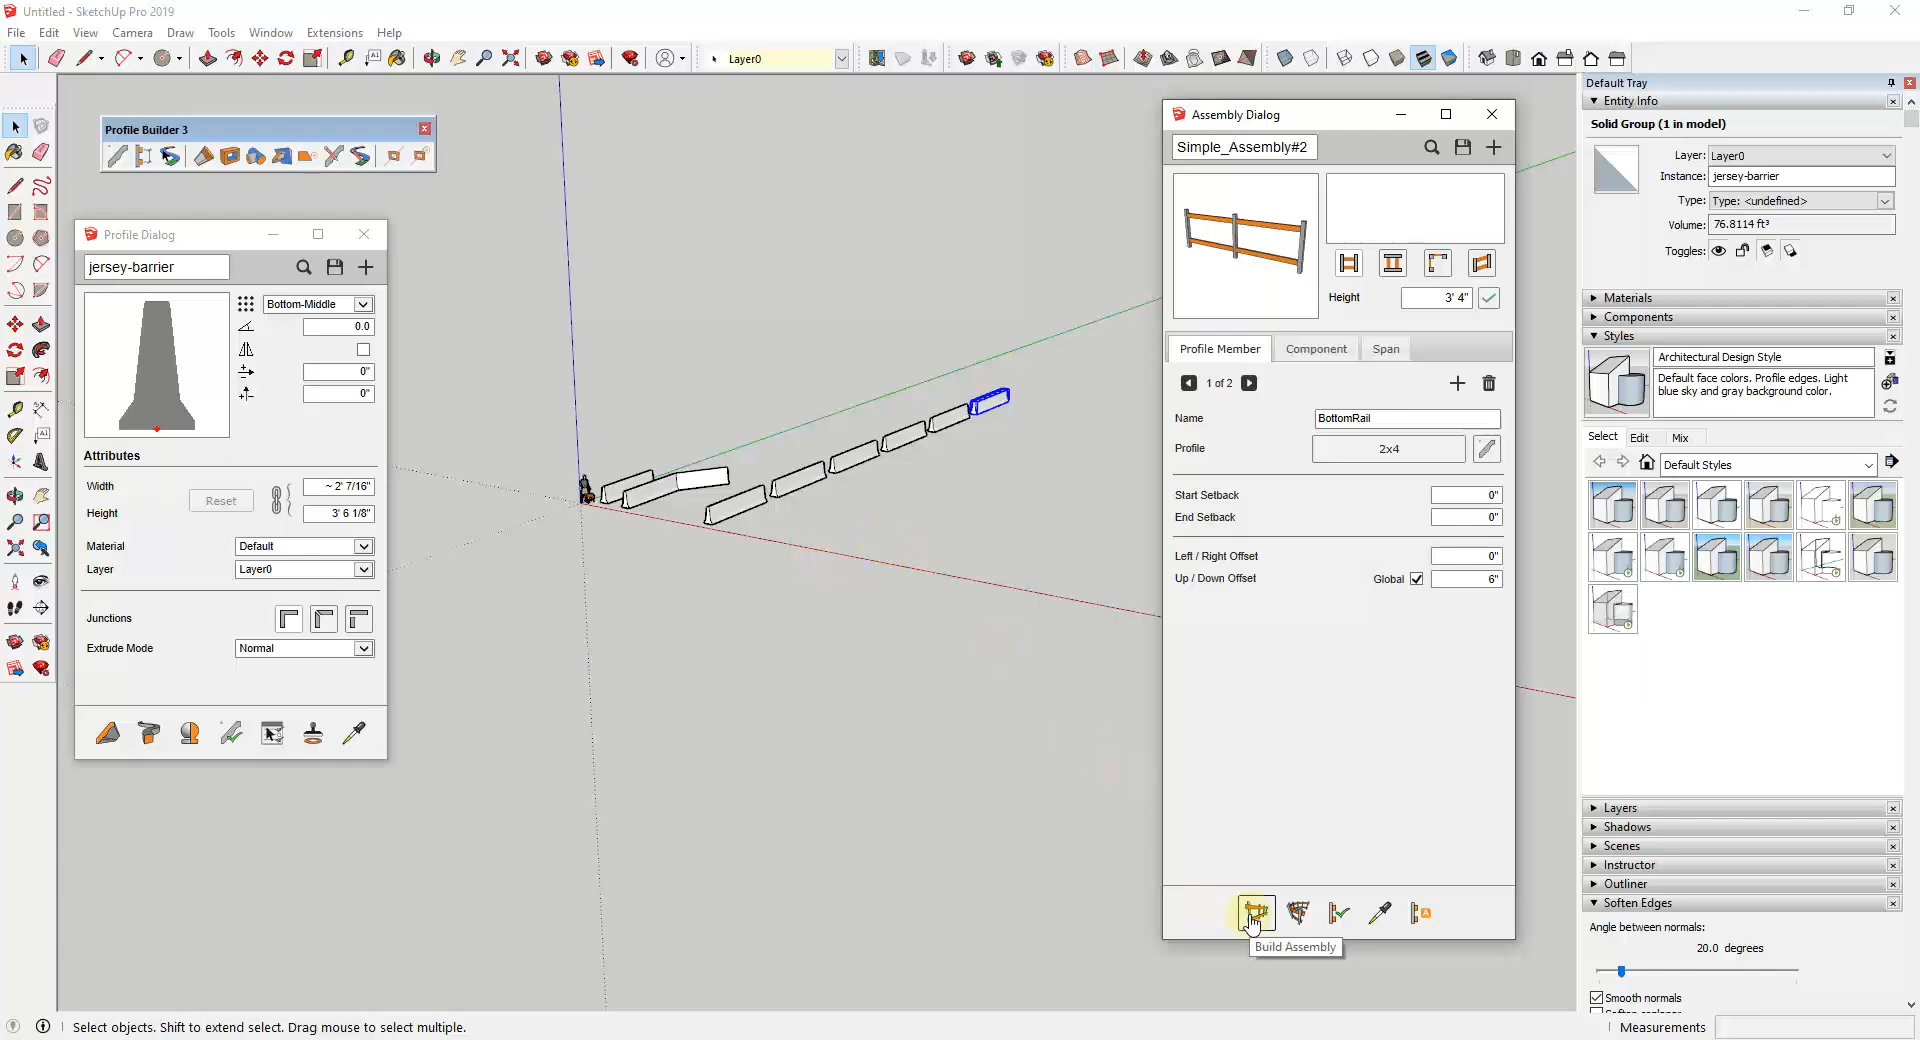 Untitled - SketchUp Pro 2019
File Edit View Camera Draw Tools Window Extensions Help
Layer0
Profile Builder 3
Profile Dialog
jersey-barrier
Bottom-Middle
0.0
0"
0"
Attributes
Width ~ 2' 7/16"
Reset
Height 3' 6 1/8"
Material Default
Layer Layer0
Junctions
Extrude Mode Normal
Assembly Dialog
Simple_Assembly#2
Height 3' 4"
Profile Member Component Span
1 of 2
Name BottomRail
Profile 2x4
Start Setback 0"
End Setback 0"
Left / Right Offset 0"
Up / Down Offset Global 6"
Build Assembly
Default Tray
Entity Info
Solid Group (1 in model)
Layer: Layer0
Instance: jersey-barrier
Type: Type: <undefined>
Volume: 76.8114 ft³
Toggles:
Materials
Components
Styles
Architectural Design Style
Default face colors. Profile edges. Light
blue sky and gray background color.
Select Edit Mix
Default Styles
Layers
Shadows
Scenes
Instructor
Outliner
Soften Edges
Angle between normals:
20.0 degrees
Smooth normals
Select objects. Shift to extend select. Drag mouse to select multiple.
Measurements